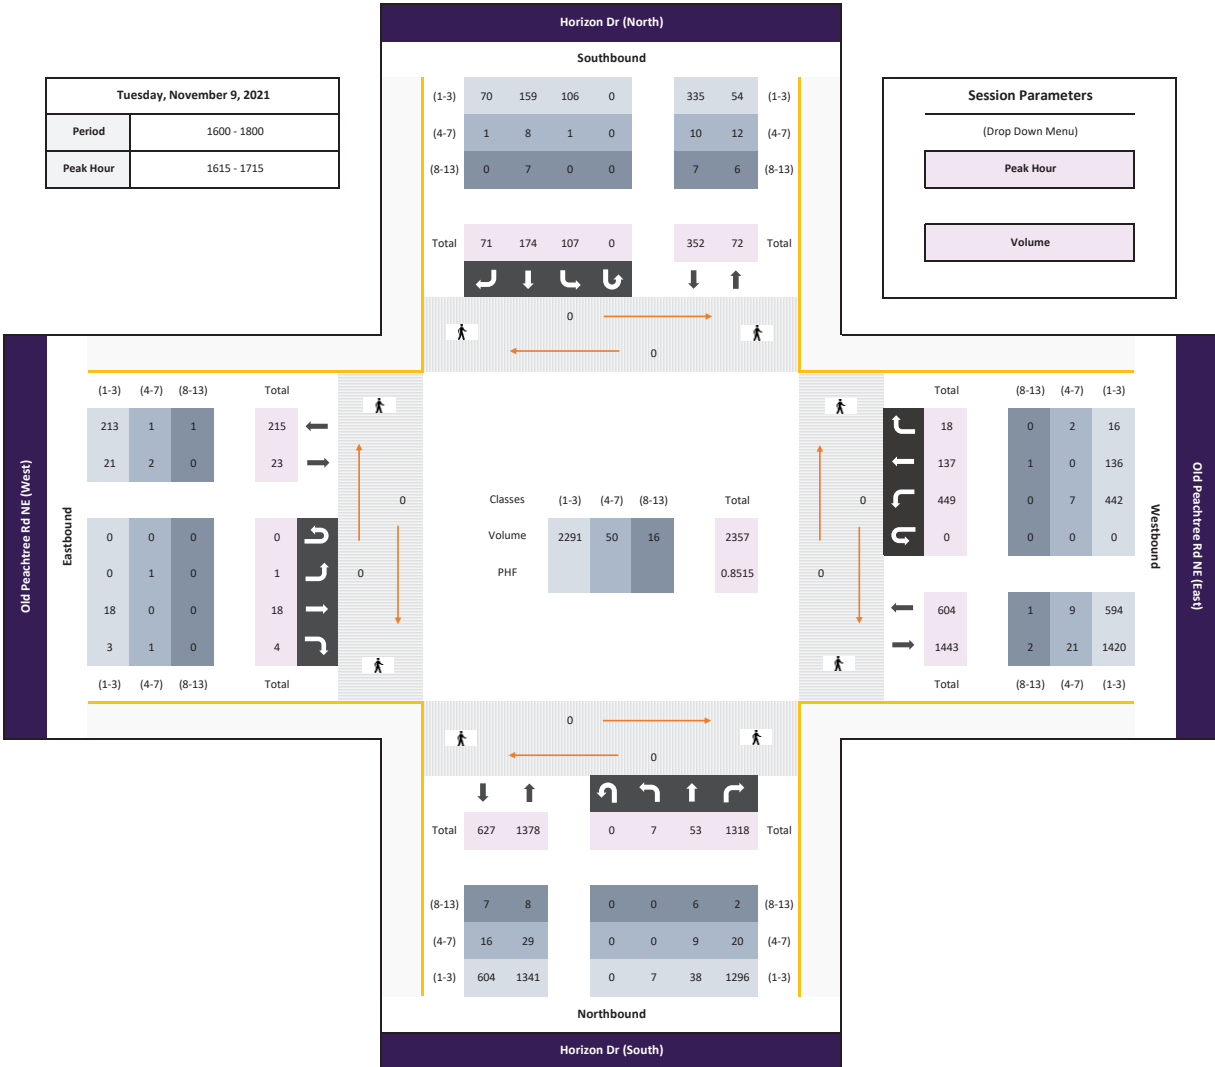 Horizon Dr (North)
Southbound
Tuesday, November 9, 2021
Period 1600 - 1800
Peak Hour 1615 - 1715
Session Parameters
(Drop Down Menu)
Peak Hour
Volume
(1-3) 70 159 106 0 335 54 (1-3)
(4-7) 1 8 1 0 10 12 (4-7)
(8-13) 0 7 0 0 7 6 (8-13)
Total 71 174 107 0 352 72 Total
0
0
Old Peachtree Rd NE (West)
Eastbound
(1-3) (4-7) (8-13) Total
213 1 1 215
21 2 0 23
0 0 0 0
0 1 0 1
18 0 0 18
3 1 0 4
(1-3) (4-7) (8-13) Total
0
0
Classes (1-3) (4-7) (8-13) Total
Volume 2291 50 16 2357
PHF 0.8515
0
0
Total (8-13) (4-7) (1-3)
18 0 2 16
137 1 0 136
449 0 7 442
0 0 0 0
604 1 9 594
1443 2 21 1420
Total (8-13) (4-7) (1-3)
Westbound
Old Peachtree Rd NE (East)
0
0
Total 627 1378 0 7 53 1318 Total
(8-13) 7 8 0 0 6 2 (8-13)
(4-7) 16 29 0 0 9 20 (4-7)
(1-3) 604 1341 0 7 38 1296 (1-3)
Northbound
Horizon Dr (South)